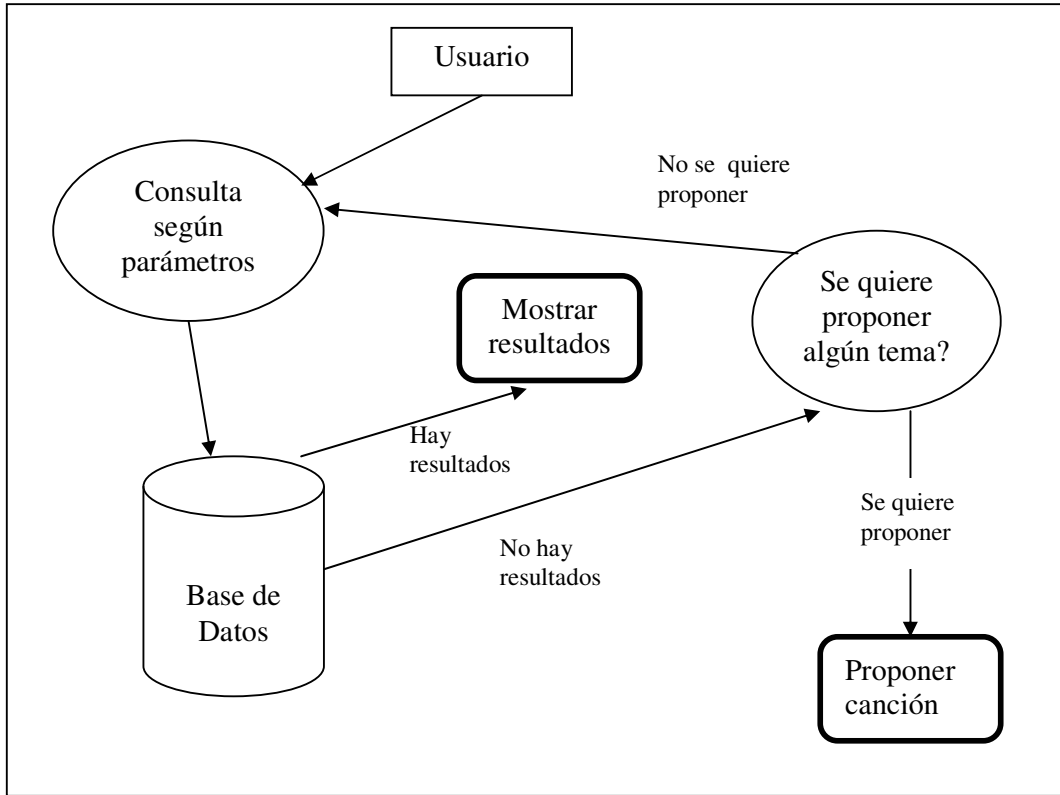 Usuario
No se quiere
proponer
Consulta
según
parámetros
Se quiere
proponer
algún tema?
Mostrar
resultados
Hay
resultados
Se quiere
proponer
No hay
resultados
Base de
Datos
Proponer
canción